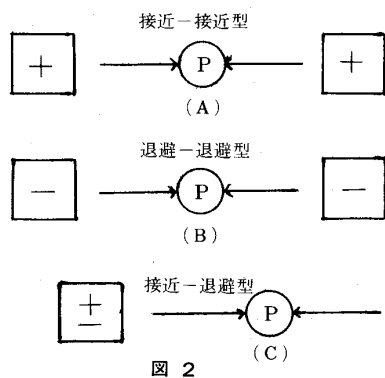 接近－接近型
+ P +
(A)
退避－退避型
－ P －
(B)
接近－退避型
+
－ P
(C)
図 2